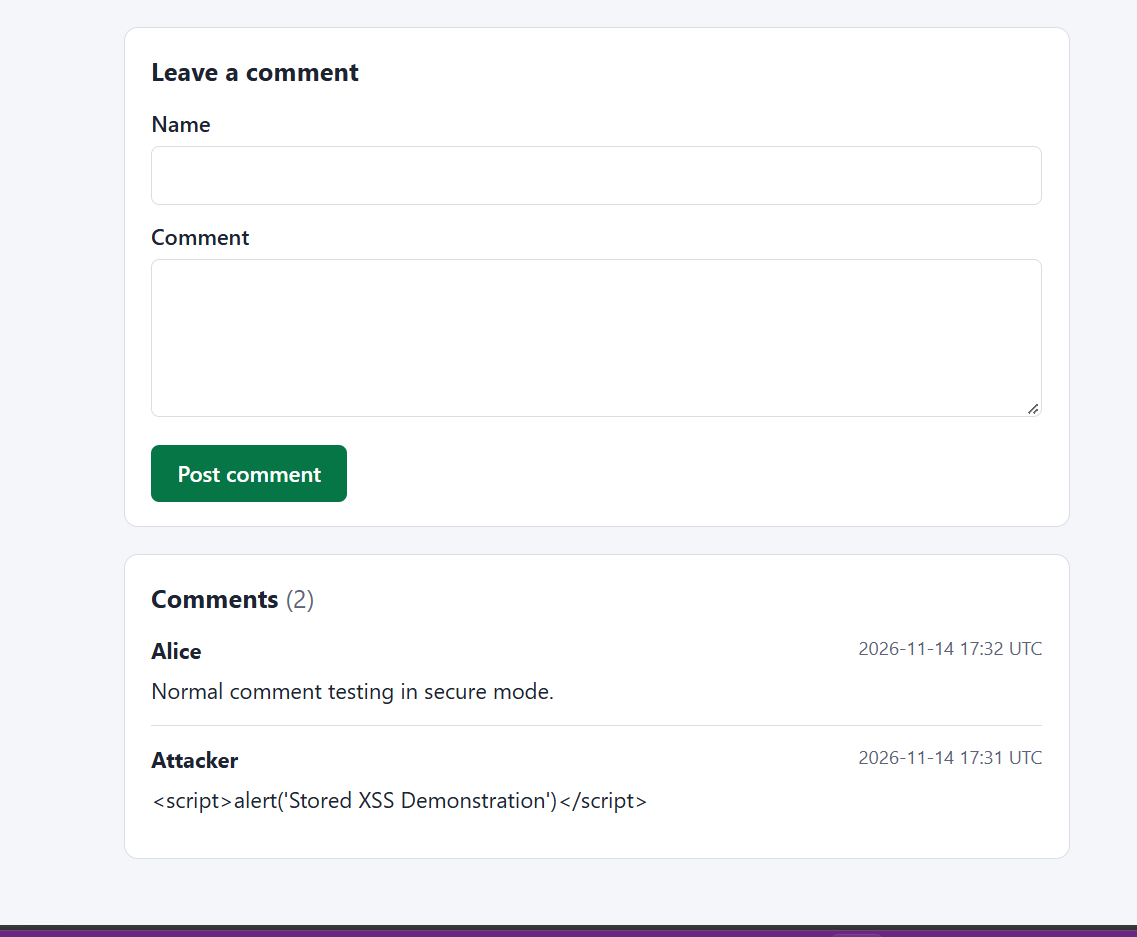 Leave a comment
Name
Comment
Post comment
Comments (2)
Alice 2026-11-14 17:32 UTC
Normal comment testing in secure mode.
Attacker 2026-11-14 17:31 UTC
<script>alert('Stored XSS Demonstration')</script>